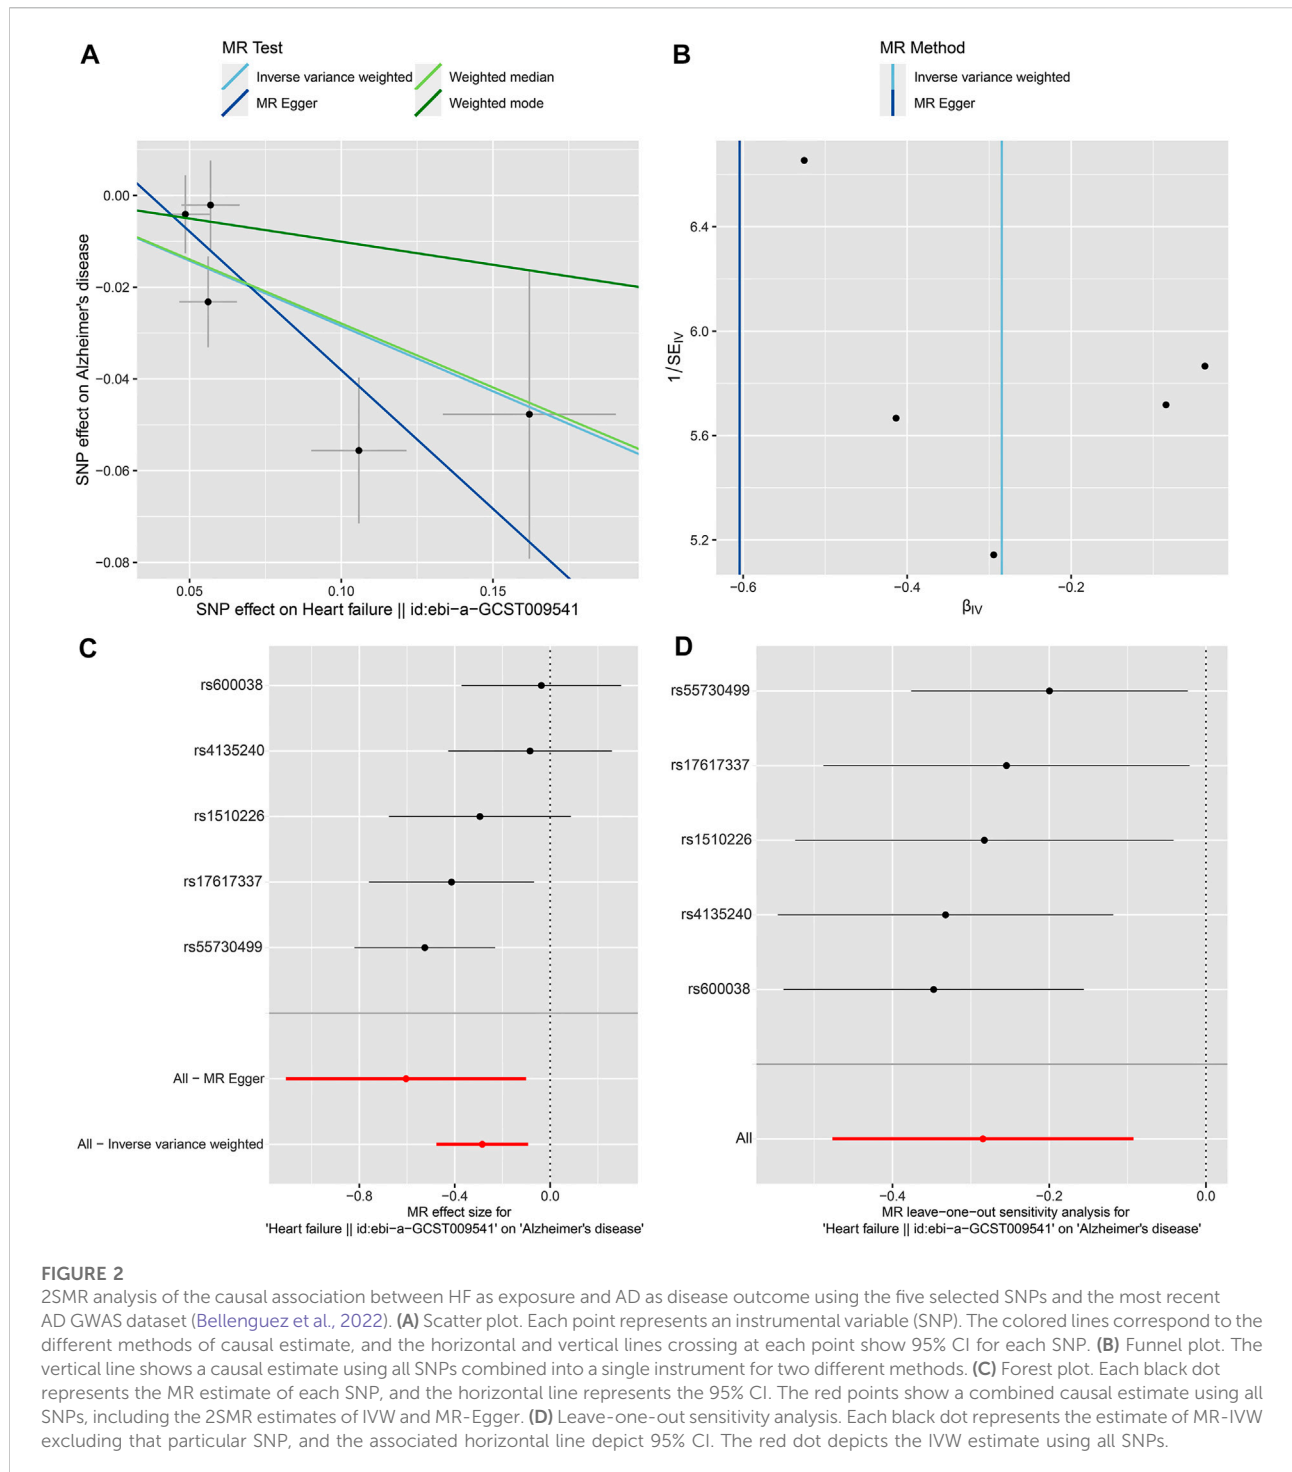 A
MR Test
Inverse variance weighted
Weighted median
MR Egger
Weighted mode
0.00
−0.02
−0.04
−0.06
−0.08
SNP effect on Alzheimer's disease
0.05
0.10
0.15
SNP effect on Heart failure || id:ebi−a−GCST009541
B
MR Method
Inverse variance weighted
MR Egger
6.4
6.0
5.6
5.2
1/SEIV
−0.6
−0.4
−0.2
βIV
C
rs600038
rs4135240
rs1510226
rs17617337
rs55730499
All − MR Egger
All − Inverse variance weighted
−0.8
−0.4
0.0
MR effect size for
'Heart failure || id:ebi−a−GCST009541' on 'Alzheimer's disease'
D
rs55730499
rs17617337
rs1510226
rs4135240
rs600038
All
−0.4
−0.2
0.0
MR leave−one−out sensitivity analysis for
'Heart failure || id:ebi−a−GCST009541' on 'Alzheimer's disease'
FIGURE 2
2SMR analysis of the causal association between HF as exposure and AD as disease outcome using the five selected SNPs and the most recent
AD GWAS dataset (Bellenguez et al., 2022). (A) Scatter plot. Each point represents an instrumental variable (SNP). The colored lines correspond to the
different methods of causal estimate, and the horizontal and vertical lines crossing at each point show 95% CI for each SNP. (B) Funnel plot. The
vertical line shows a causal estimate using all SNPs combined into a single instrument for two different methods. (C) Forest plot. Each black dot
represents the MR estimate of each SNP, and the horizontal line represents the 95% CI. The red points show a combined causal estimate using all
SNPs, including the 2SMR estimates of IVW and MR-Egger. (D) Leave-one-out sensitivity analysis. Each black dot represents the estimate of MR-IVW
excluding that particular SNP, and the associated horizontal line depict 95% CI. The red dot depicts the IVW estimate using all SNPs.